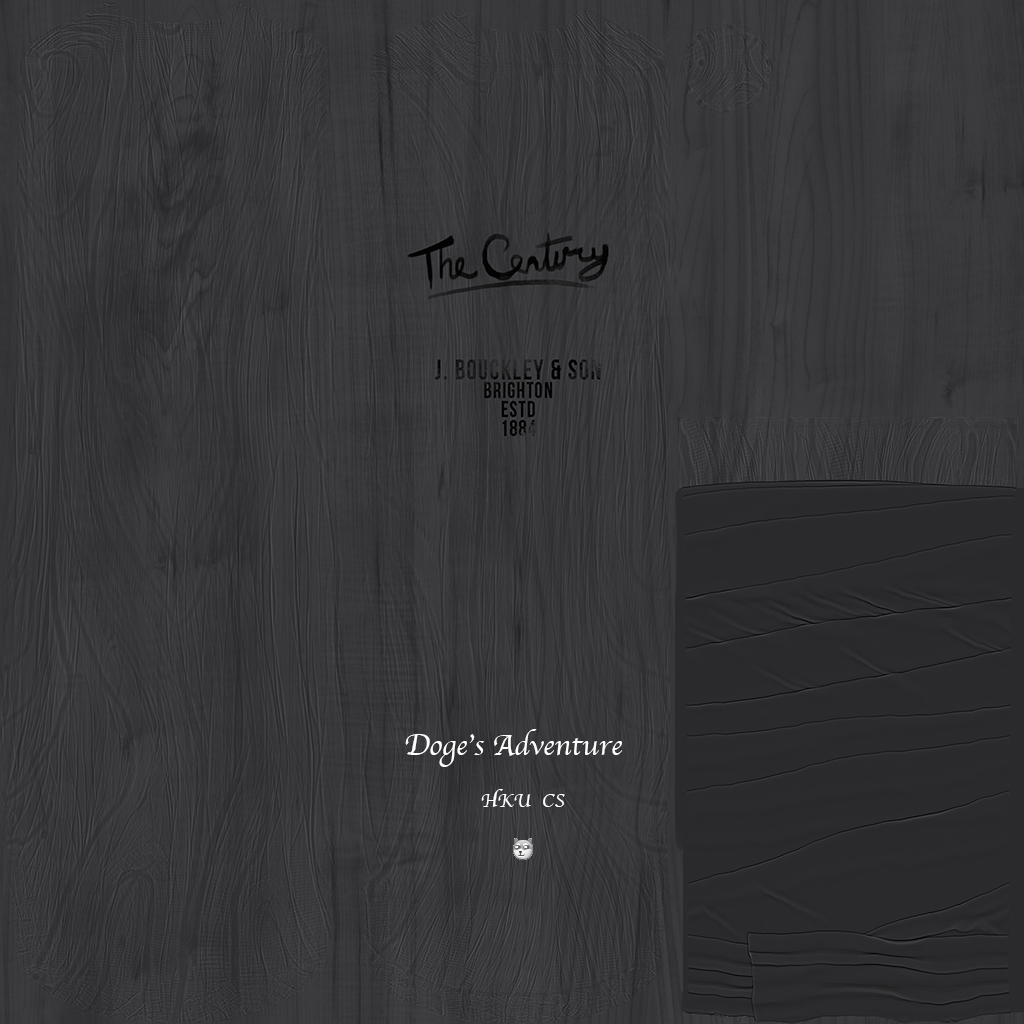 The Century
J. BOUCKLEY & SON
BRIGHTON
ESTD
1884
Doge's Adventure
HKU CS